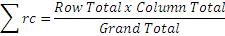 ∑ rc = Row Total x Column Total
Grand Total